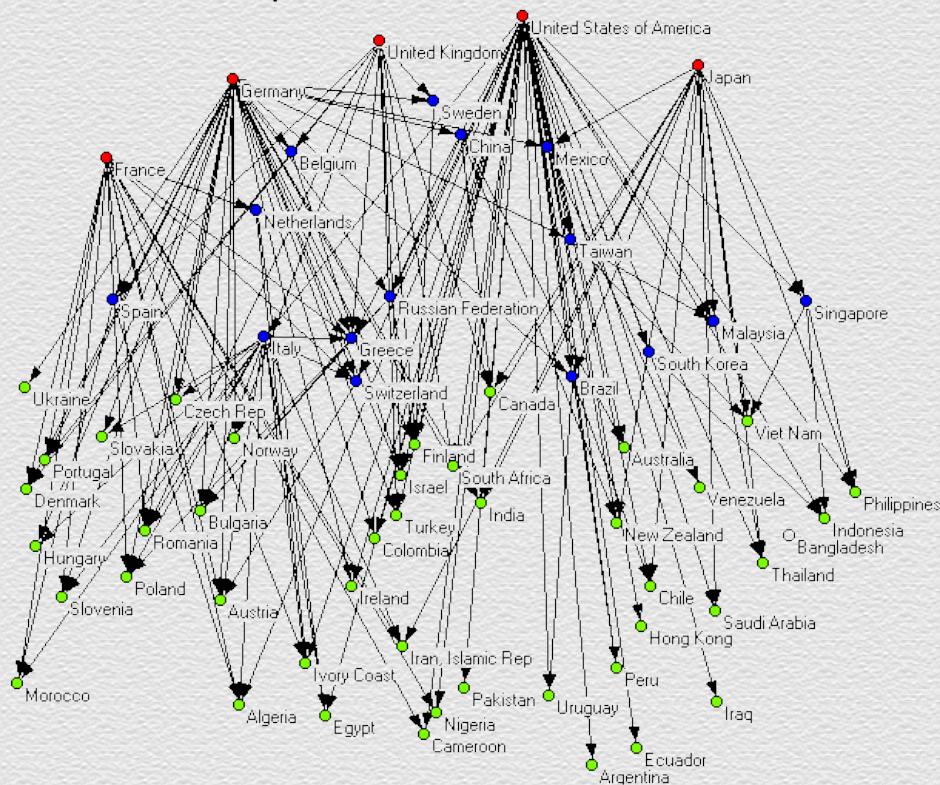 United States of America
United Kingdom
Japan
Germany
Sweden
China
Mexico
Belgium
France
Netherlands
Taiwan
Russian Federation
Spain
Singapore
Malaysia
Italy
Greece
South Korea
Switzerland
Brazil
Ukraine
Canada
Czech Rep
Viet Nam
Slovakia
Norway
Finland
Australia
Portugal
Israel
South Africa
Denmark
Venezuela
Philippines
India
Bulgaria
Turkey
Indonesia
Romania
New Zealand
Colombia
Bangladesh
Hungary
Thailand
Poland
Ireland
Chile
Slovenia
Austria
Saudi Arabia
Hong Kong
Iran, Islamic Rep
Ivory Coast
Peru
Morocco
Pakistan
Uruguay
Iraq
Algeria
Egypt
Nigeria
Cameroon
Ecuador
Argentina